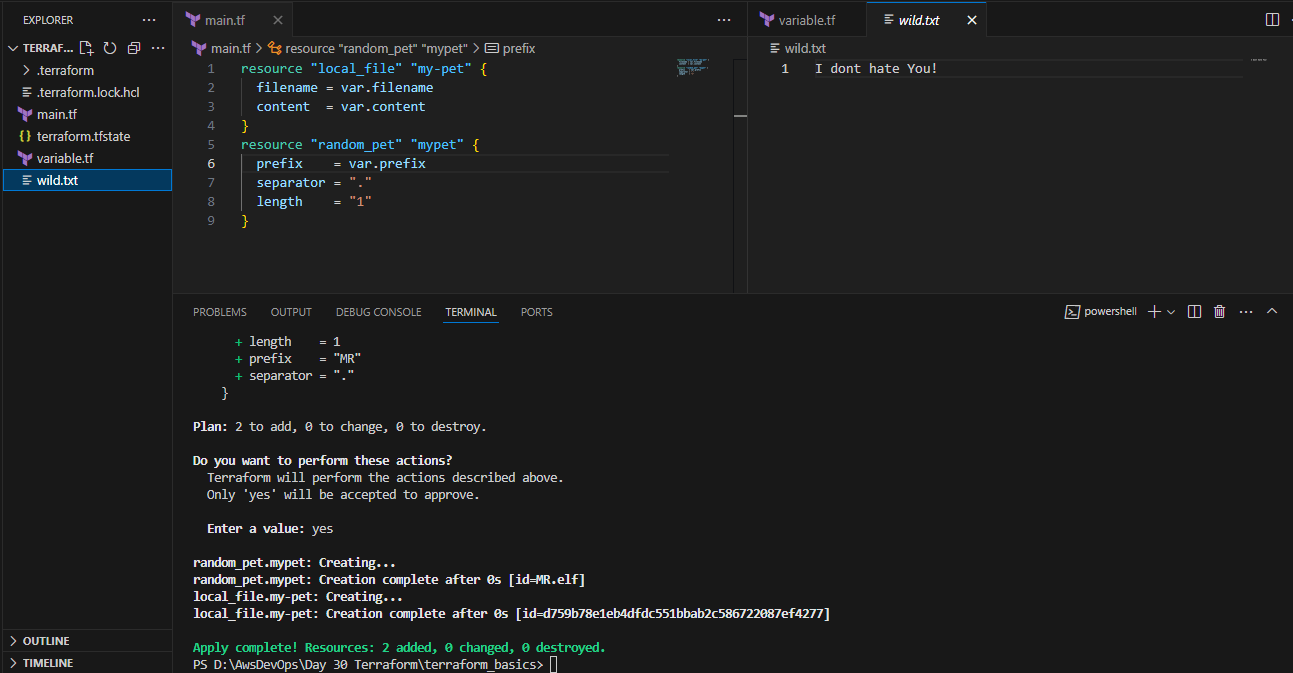 EXPLORER
TERRAF...
.terraform
.terraform.lock.hcl
main.tf
terraform.tfstate
variable.tf
wild.txt
OUTLINE
TIMELINE
main.tf
main.tf > resource "random_pet" "mypet" > prefix
1 resource "local_file" "my-pet" {
2 filename = var.filename
3 content  = var.content
4 }
5 resource "random_pet" "mypet" {
6 prefix    = var.prefix
7 separator = "."
8 length    = "1"
9 }
variable.tf
wild.txt
wild.txt
1 I dont hate You!
PROBLEMS OUTPUT DEBUG CONSOLE TERMINAL PORTS
powershell
+ length    = 1
+ prefix    = "MR"
+ separator = "."
}
Plan: 2 to add, 0 to change, 0 to destroy.
Do you want to perform these actions?
Terraform will perform the actions described above.
Only 'yes' will be accepted to approve.
Enter a value: yes
random_pet.mypet: Creating...
random_pet.mypet: Creation complete after 0s [id=MR.elf]
local_file.my-pet: Creating...
local_file.my-pet: Creation complete after 0s [id=d759b78e1eb4dfdc551bbab2c586722087ef4277]
Apply complete! Resources: 2 added, 0 changed, 0 destroyed.
PS D:\AwsDevOps\Day 30 Terraform\terraform_basics>